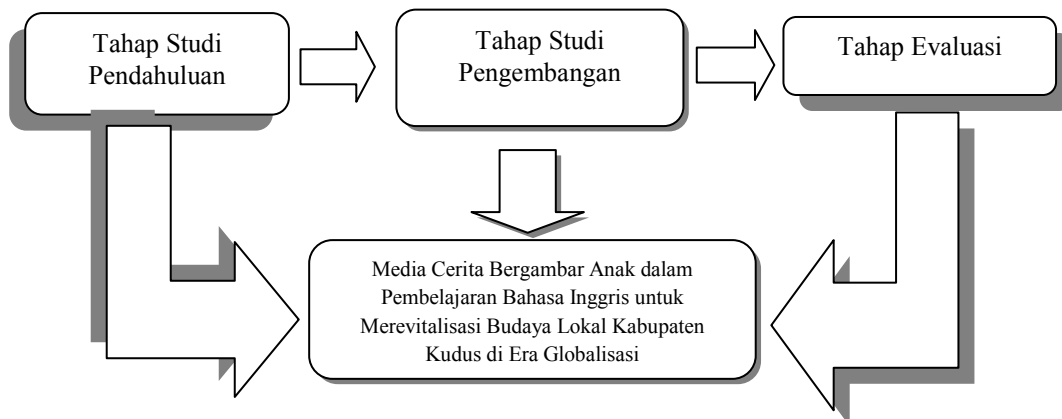 Tahap Studi
Pendahuluan
Tahap Studi
Pengembangan
Tahap Evaluasi
Media Cerita Bergambar Anak dalam
Pembelajaran Bahasa Inggris untuk
Merevitalisasi Budaya Lokal Kabupaten
Kudus di Era Globalisasi